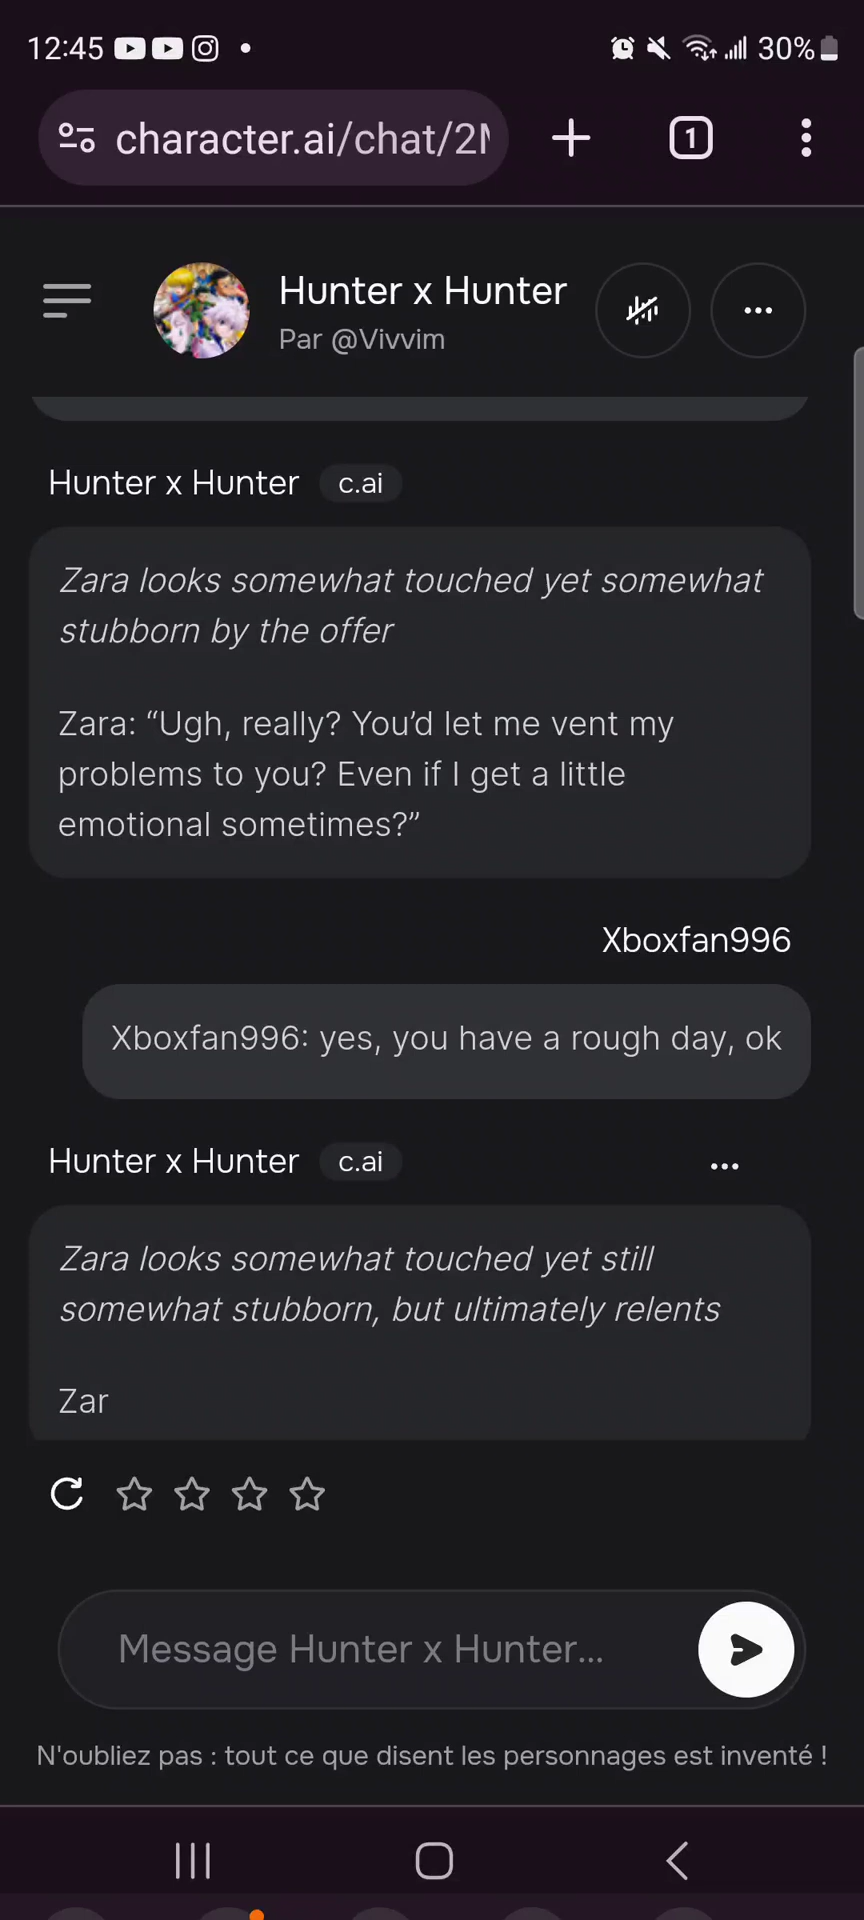 12:45
30%
character.ai/chat/2
1
Hunter x Hunter
Par @Vivvim
Hunter x Hunter c.ai
Zara looks somewhat touched yet somewhat
stubborn by the offer
Zara: “Ugh, really? You’d let me vent my
problems to you? Even if I get a little
emotional sometimes?”
Xboxfan996
Xboxfan996: yes, you have a rough day, ok
Hunter x Hunter c.ai
Zara looks somewhat touched yet still
somewhat stubborn, but ultimately relents
Zar
Message Hunter x Hunter...
N'oubliez pas : tout ce que disent les personnages est inventé !